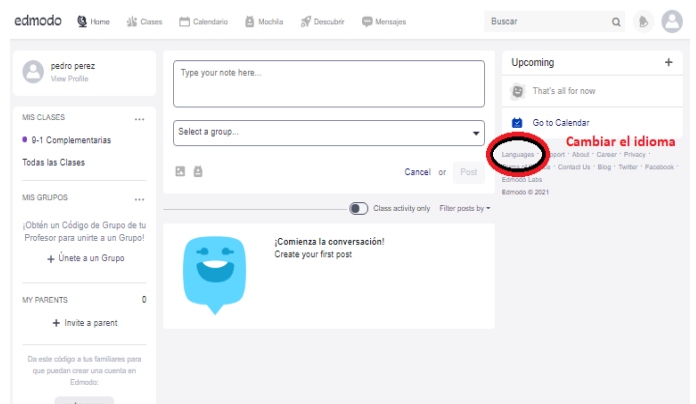 edmodo Home Clases Calendario Mochila Descubrir Mensajes Buscar
pedro perez
View Profile
MIS CLASES ...
9-1 Complementarias
Todas las Clases
MIS GRUPOS ...
¡Obtén un Código de Grupo de tu
Profesor para unirte a un Grupo!
+ Únete a un Grupo
MY PARENTS 0
+ Invite a parent
Da este código a tus familiares para
que puedan crear una cuenta en
Edmodo:
Type your note here...
Select a group...
Cancel or Post
Class activity only Filter posts by
¡Comienza la conversación!
Create your first post
Upcoming +
That's all for now
Go to Calendar
Cambiar el idioma
Languages · Support · About · Career · Privacy ·
· Contact Us · Blog · Twitter · Facebook ·
Edmodo Labs
Edmodo © 2021